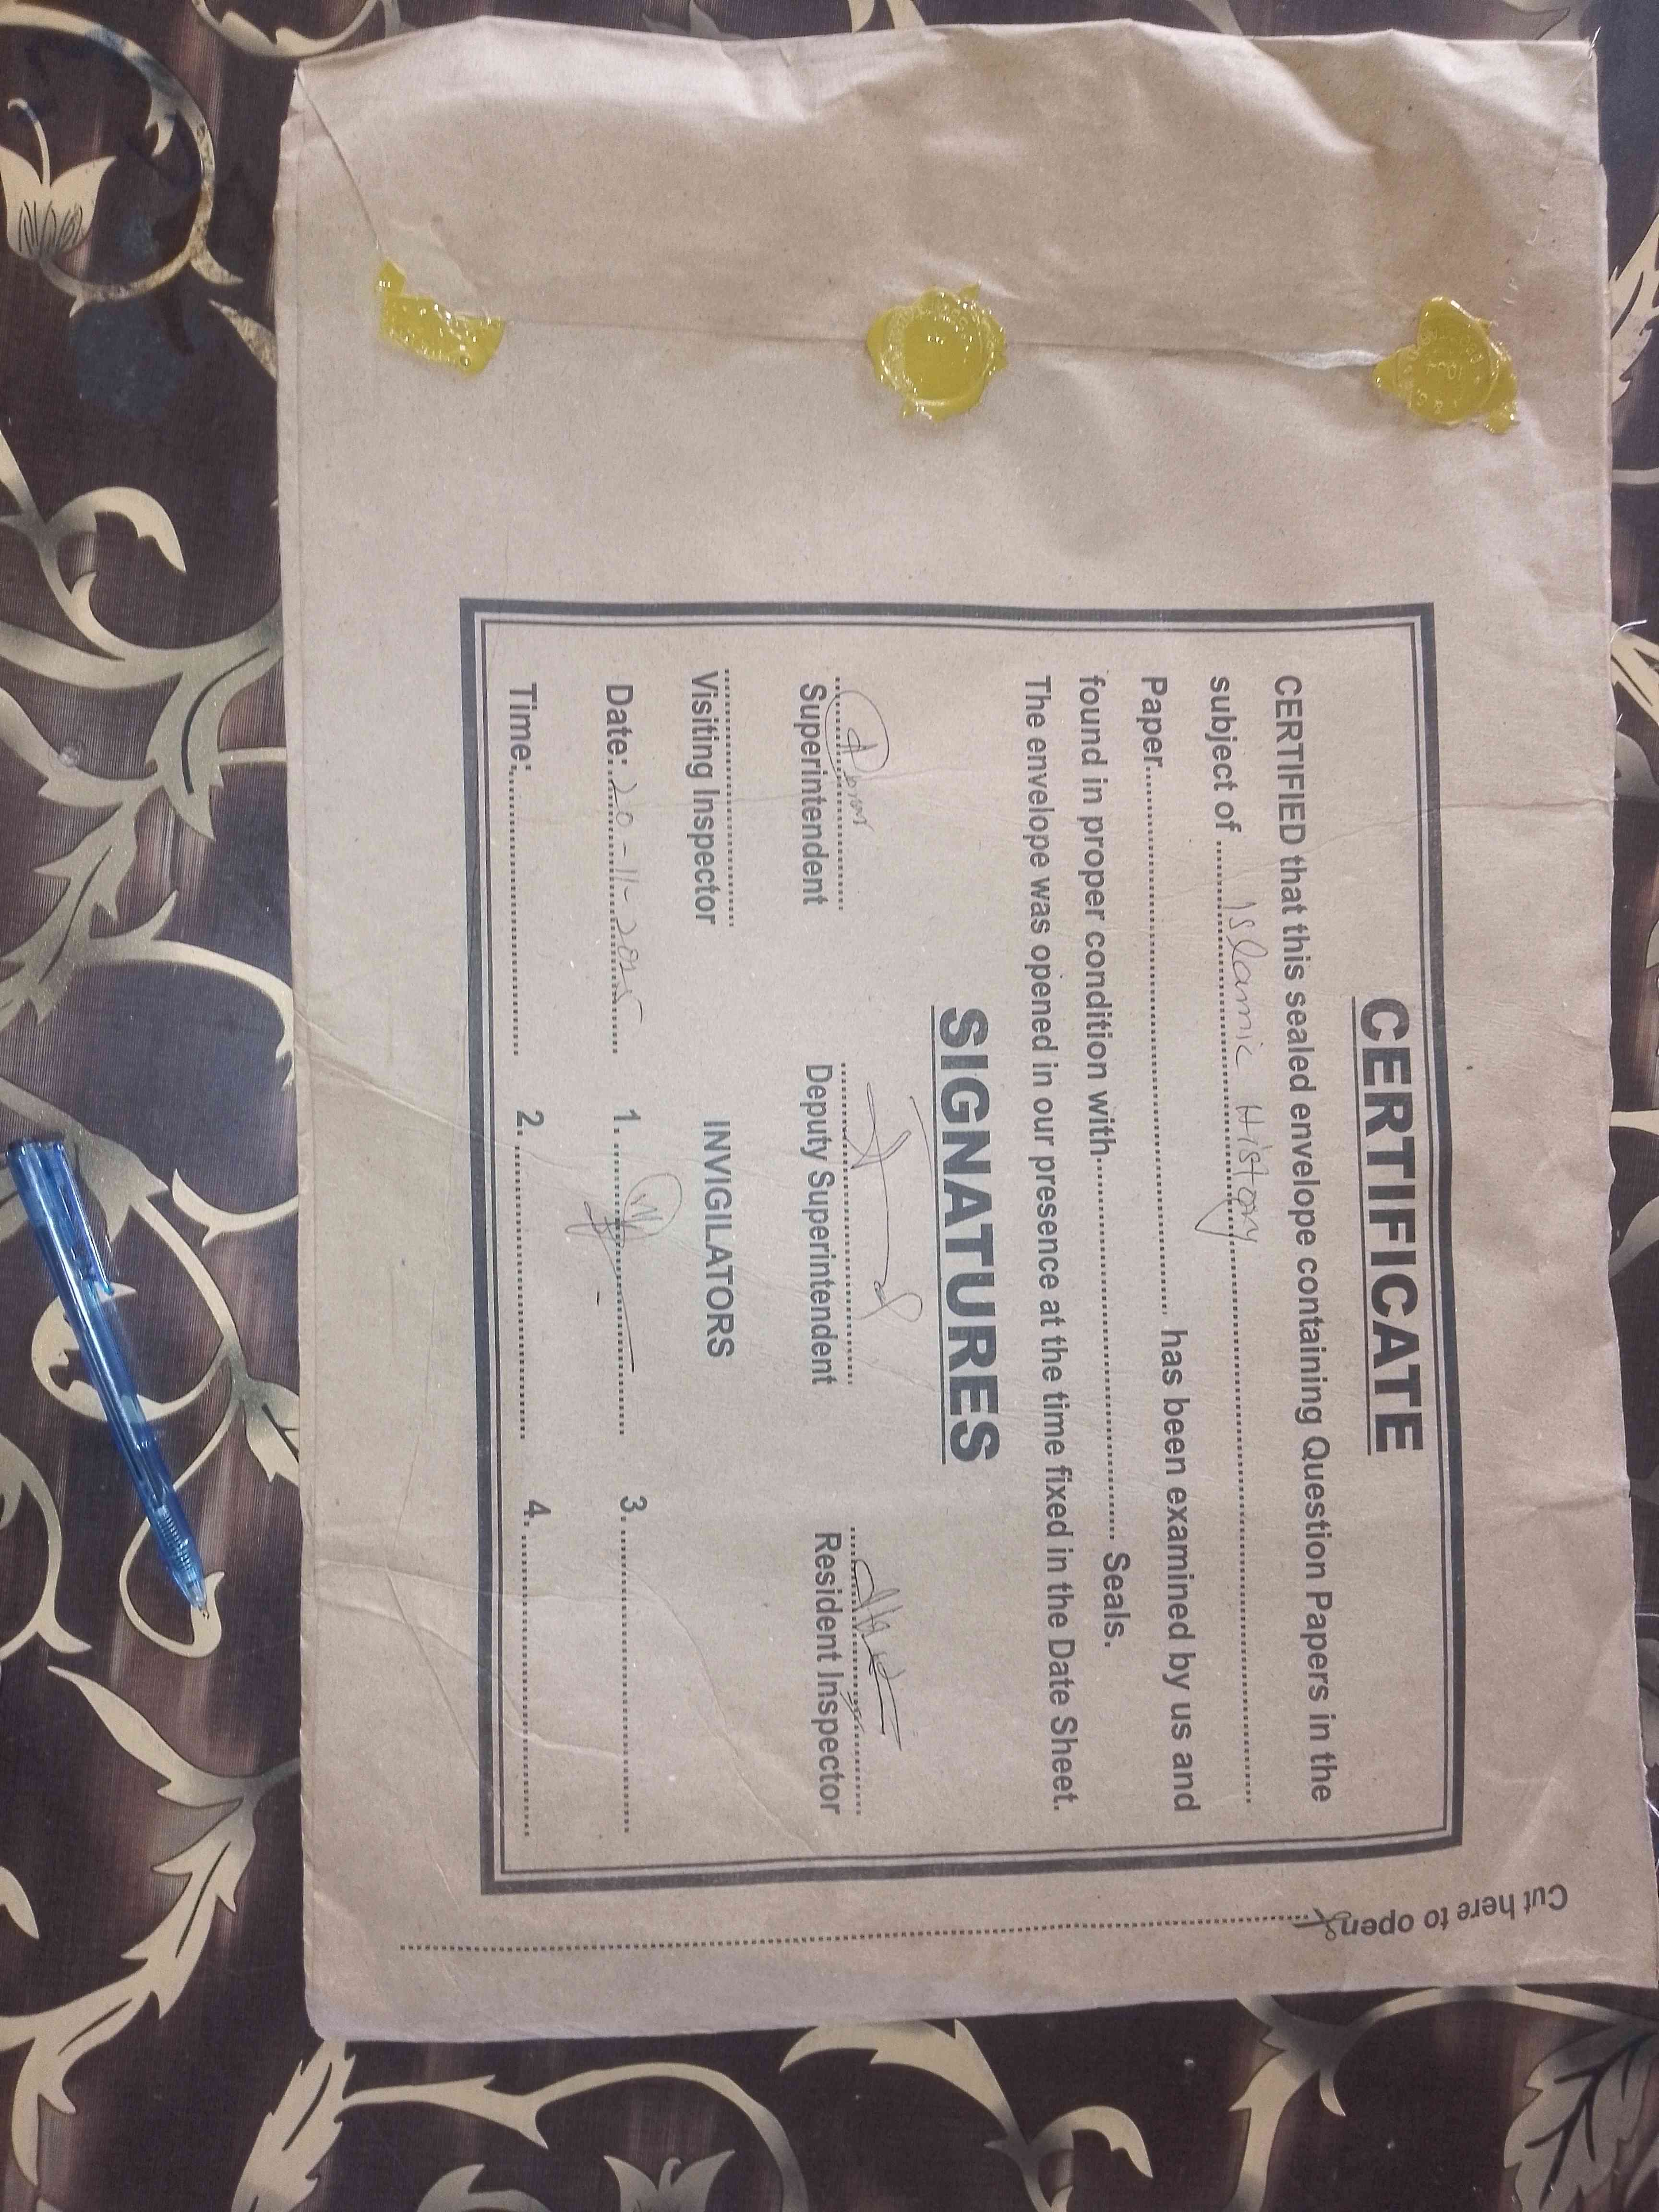 CERTIFICATE
CERTIFIED that this sealed envelope containing Question Papers in the
subject of ..........Islamic History..........
Paper.................... has been examined by us and
found in proper condition with.................... Seals.
The envelope was opened in our presence at the time fixed in the Date Sheet.
SIGNATURES
Superintendent Deputy Superintendent Resident Inspector
Visiting Inspector INVIGILATORS
Date: 20-11-2025 1. .................... 3. ....................
Time:.................... 2. .................... 4. ....................
Cut here to open